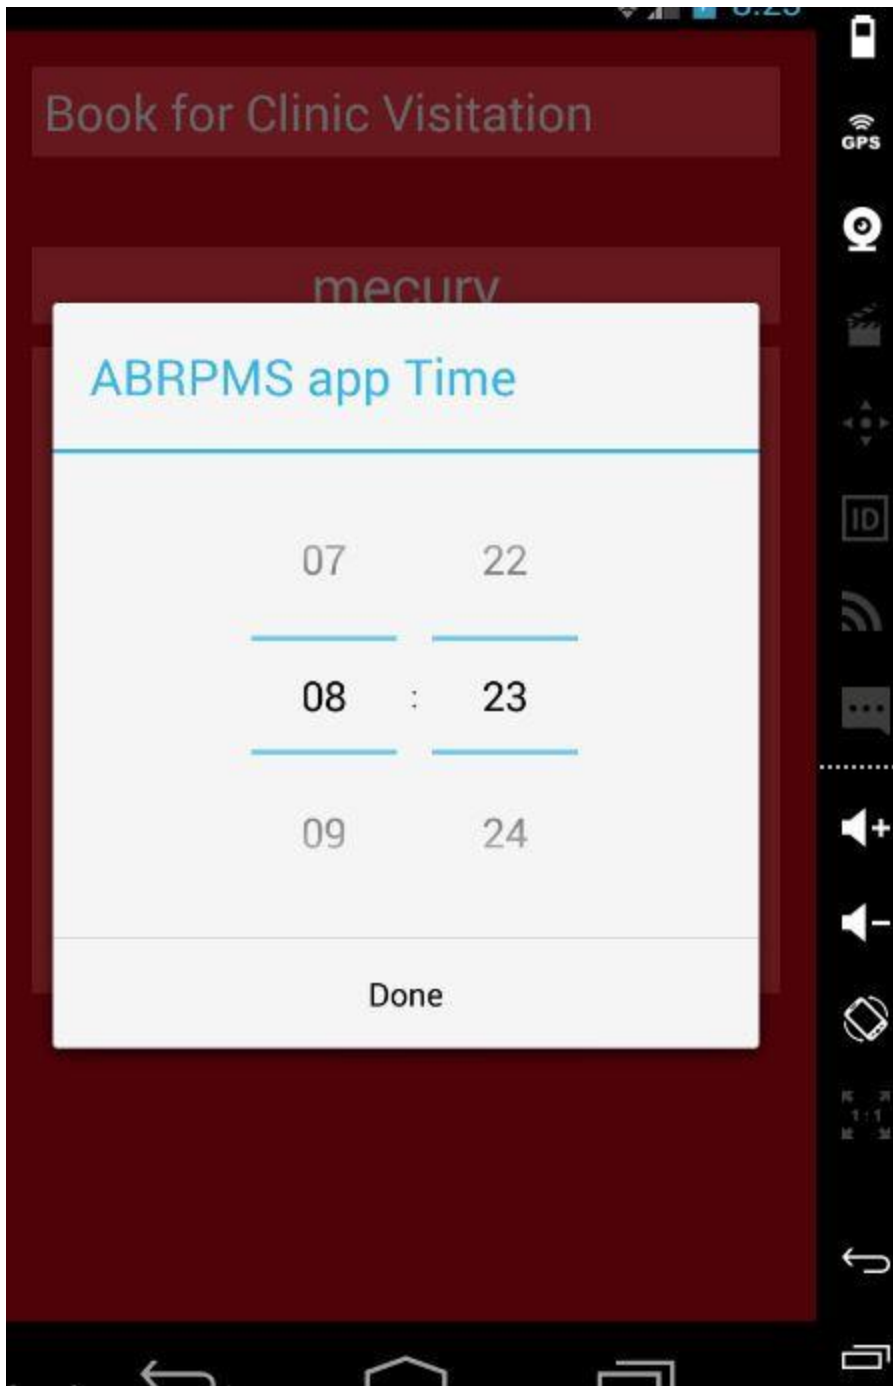 Book for Clinic Visitation
GPS
mecury
ABRPMS app Time
ID
07 22
08 : 23
09 24
Done
1:1